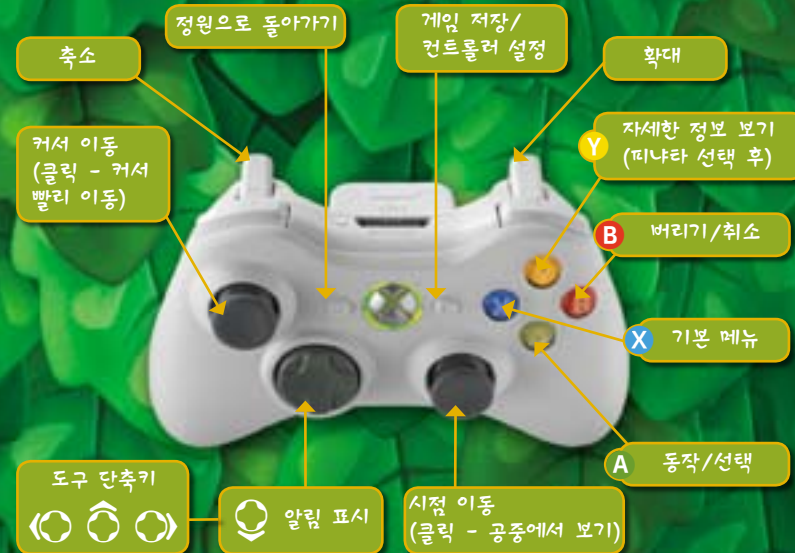 정원으로 돌아가기
게임 저장/
컨트롤러 설정
축소
확대
커서 이동
(클릭 - 커서
빨리 이동)
Y
자세한 정보 보기
(피냐타 선택 후)
B
버리기/취소
X
기본 메뉴
A
동작/선택
도구 단축키
알림 표시
시점 이동
(클릭 - 공중에서 보기)